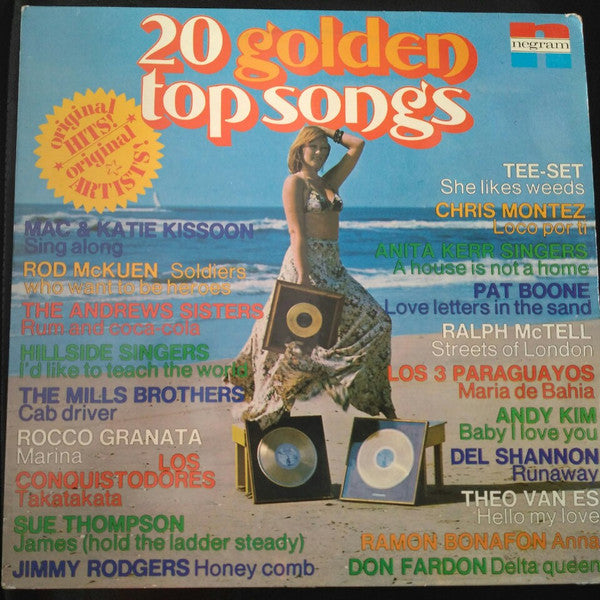 20 golden
top songs
negram
original
HITS!
original
ARTISTS!
MAC & KATIE KISSOON
Sing along
ROD McKUEN Soldiers
who want to be heroes
THE ANDREWS SISTERS
Rum and coca-cola
HILLSIDE SINGERS
I'd like to teach the world
THE MILLS BROTHERS
Cab driver
ROCCO GRANATA
Marina
LOS
CONQUISTODORES
Takatakata
SUE THOMPSON
James (hold the ladder steady)
JIMMY RODGERS Honey comb
TEE-SET
She likes weeds
CHRIS MONTEZ
Loco por ti
ANITA KERR SINGERS
A house is not a home
PAT BOONE
Love letters in the sand
RALPH McTELL
Streets of London
LOS 3 PARAGUAYOS
Maria de Bahia
ANDY KIM
Baby I love you
DEL SHANNON
Runaway
THEO VAN ES
Hello my love
RAMON BONAFON Anna
DON FARDON Delta queen